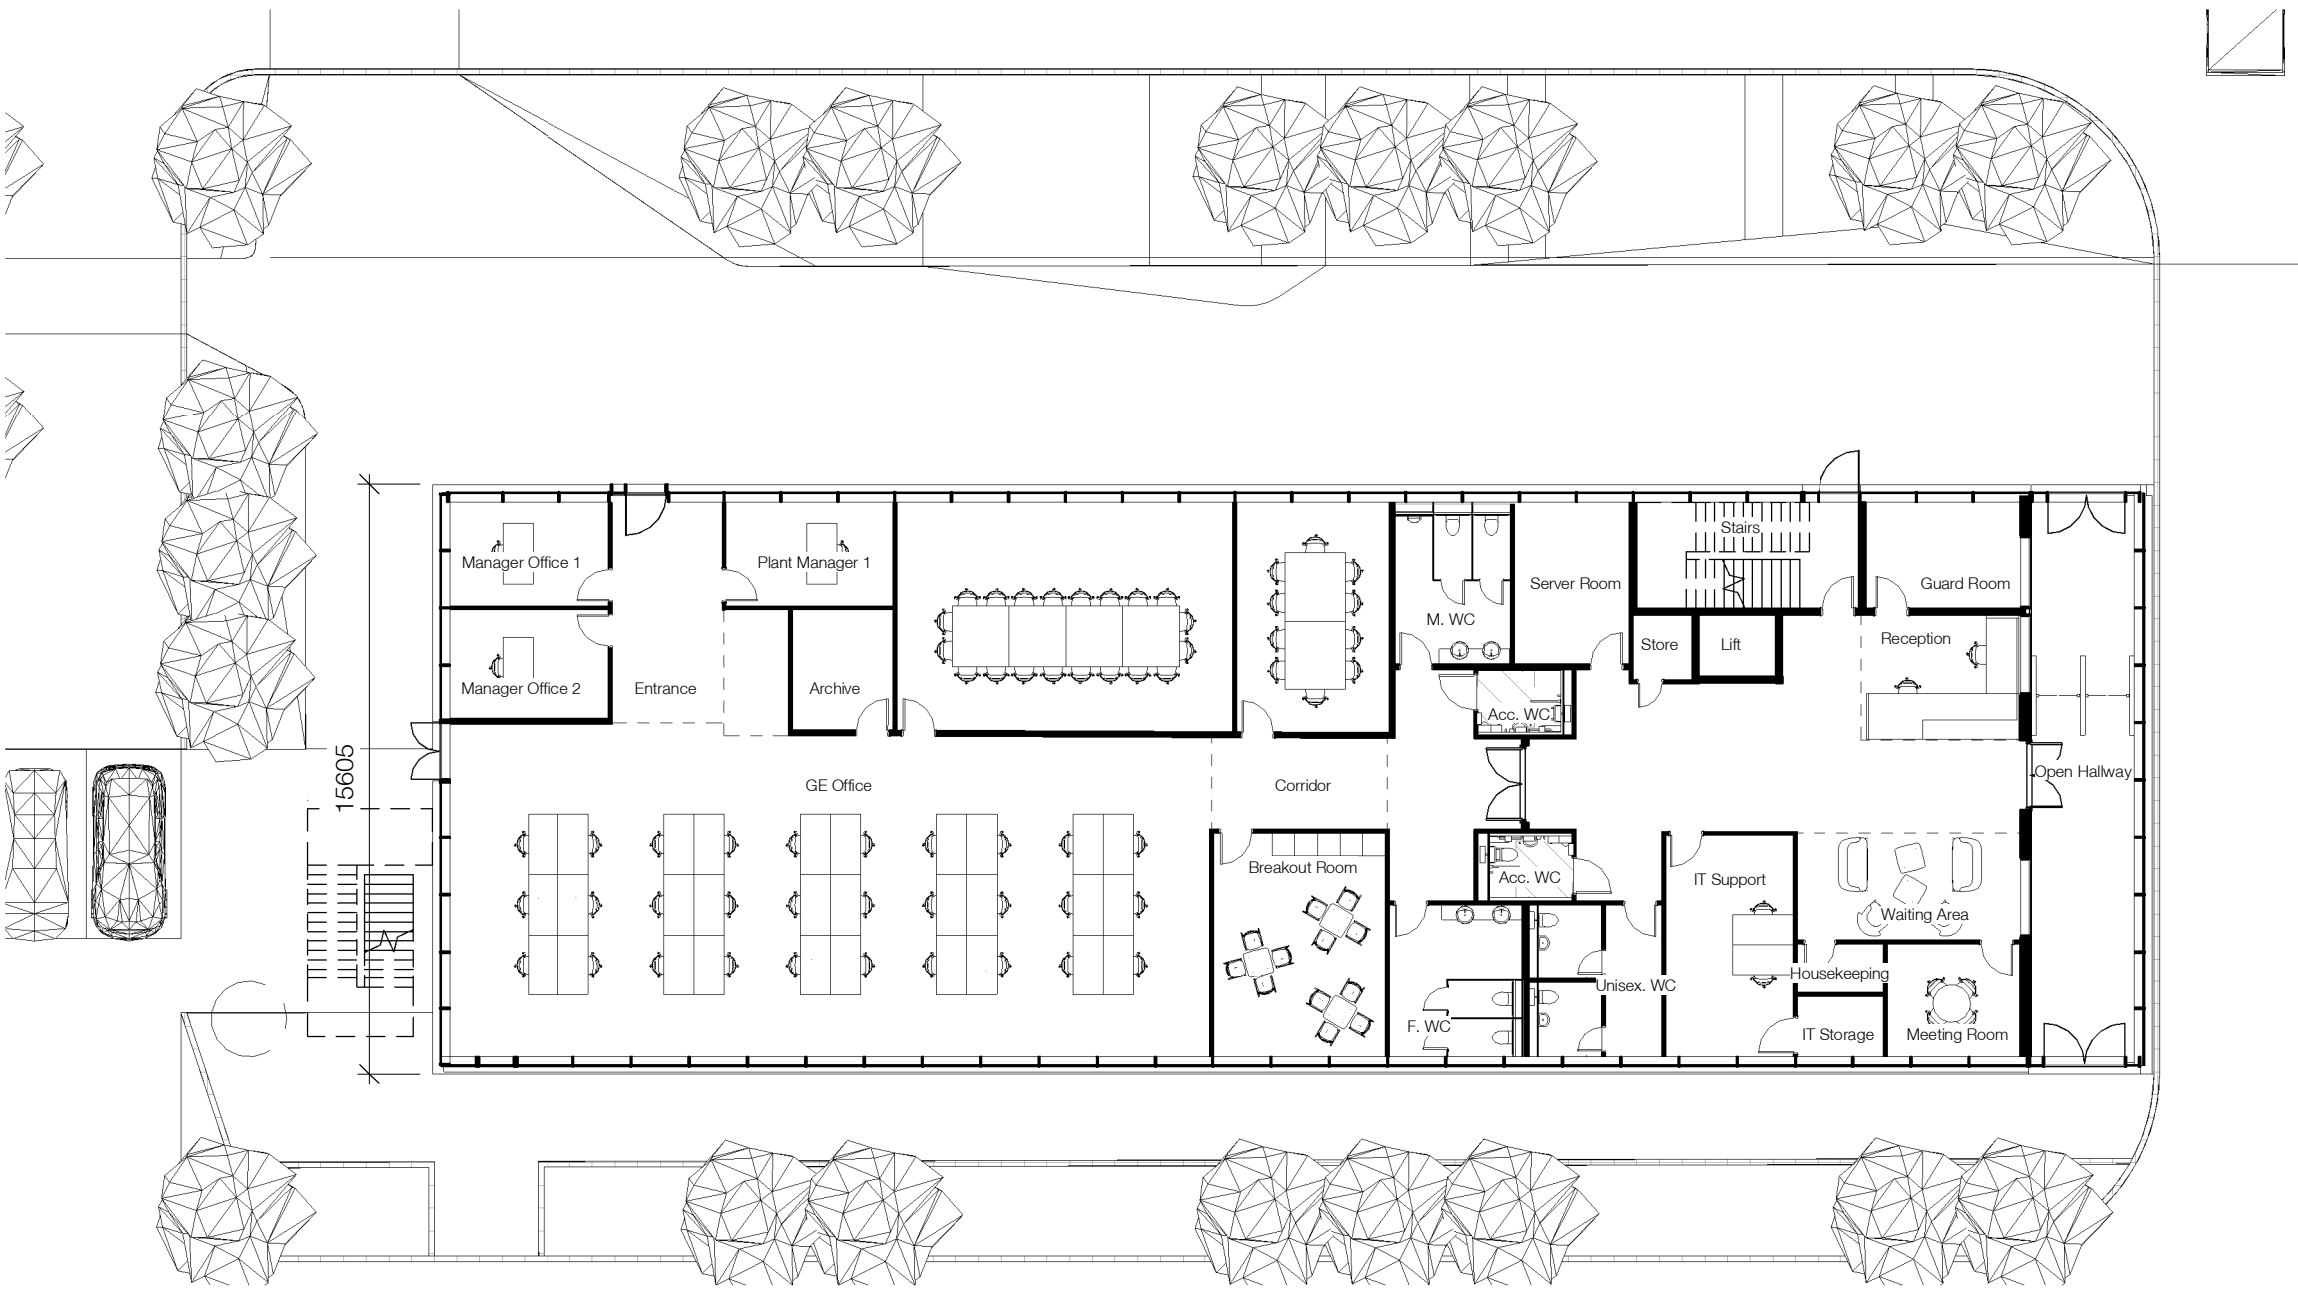 Stairs
Manager Office 1
Plant Manager 1
Server Room
Guard Room
M. WC
Reception
Store
Lift
Manager Office 2
Entrance
Archive
Acc. WC
Open Hallway
15605
GE Office
Corridor
Breakout Room
Acc. WC
IT Support
Waiting Area
Housekeeping
Unisex. WC
F. WC
IT Storage
Meeting Room